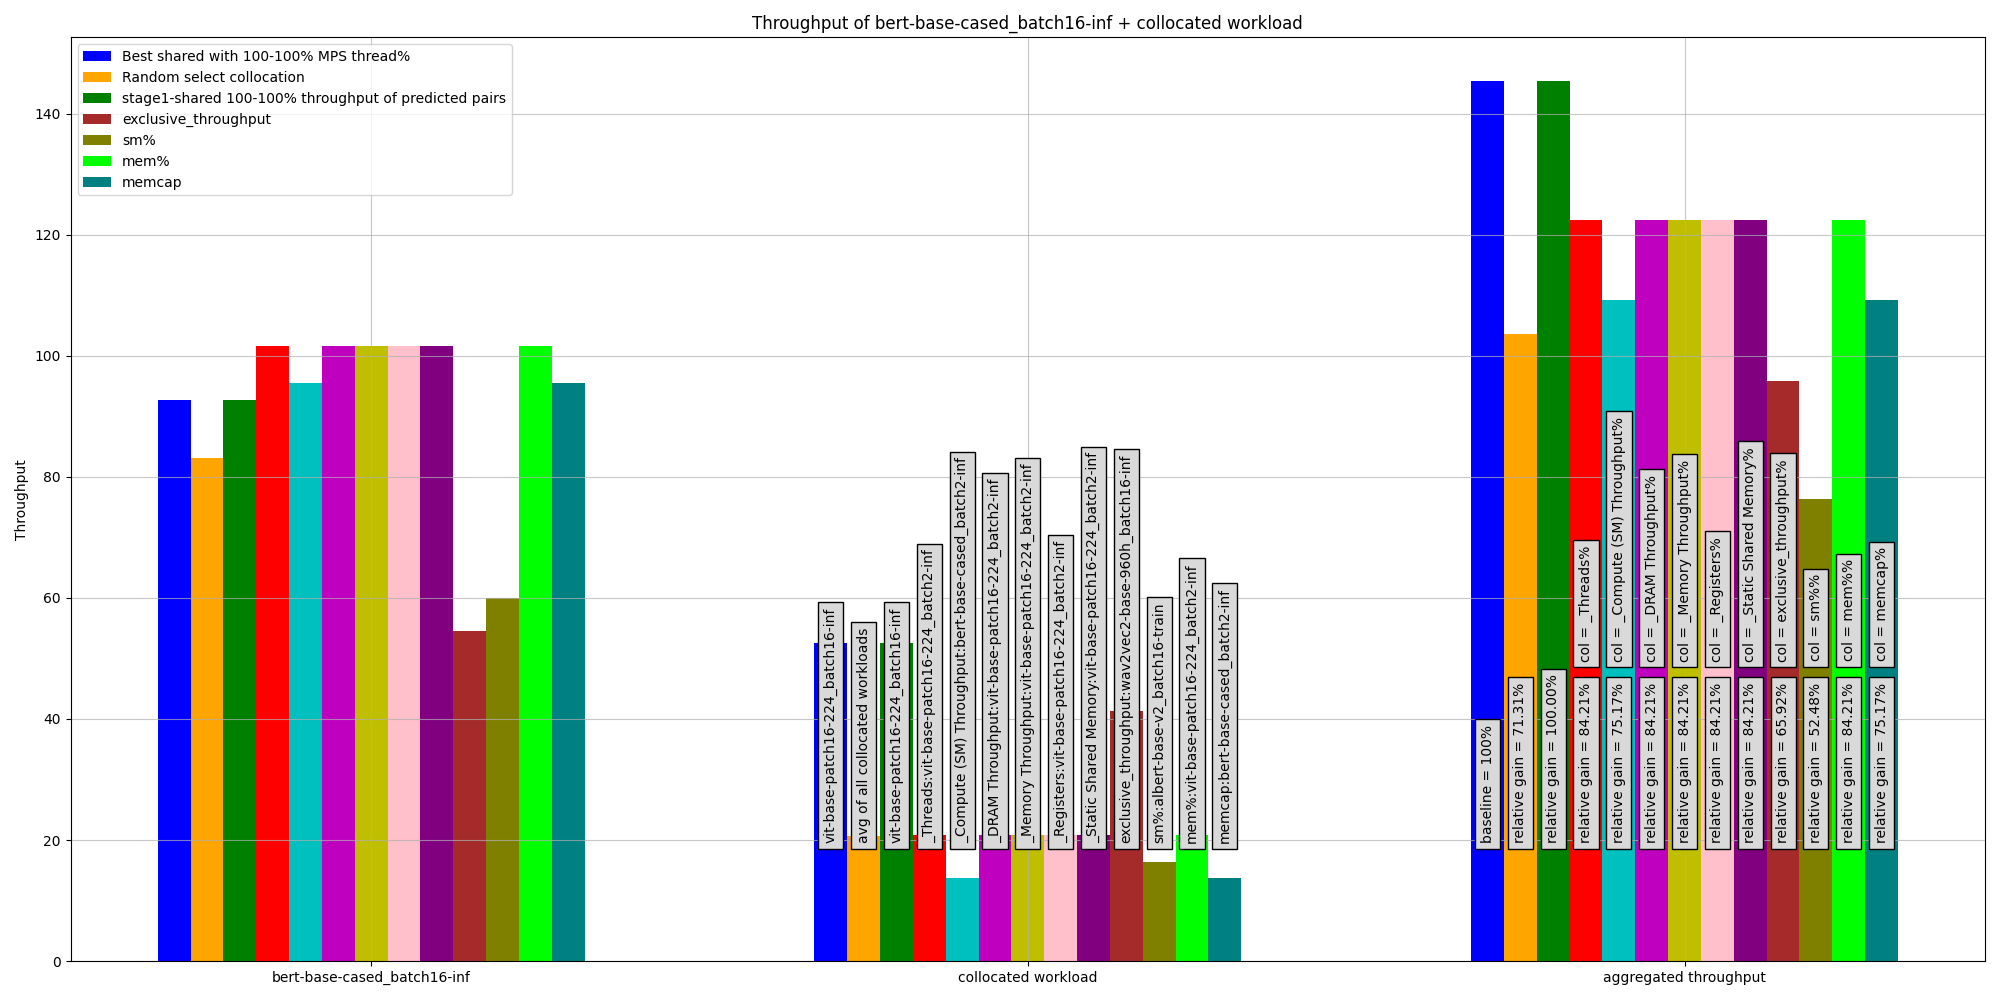 Throughput of bert-base-cased_batch16-inf + collocated workload
Best shared with 100-100% MPS thread%
Random select collocation
stage1-shared 100-100% throughput of predicted pairs
exclusive_throughput
sm%
mem%
memcap
Throughput
140
120
100
80
60
40
20
0
vit-base-patch16-224_batch16-inf
avg of all collocated workloads
vit-base-patch16-224_batch16-inf
_Threads:vit-base-patch16-224_batch2-inf
_Compute (SM) Throughput:bert-base-cased_batch2-inf
_DRAM Throughput:vit-base-patch16-224_batch2-inf
_Memory Throughput:vit-base-patch16-224_batch2-inf
_Registers:vit-base-patch16-224_batch2-inf
_Static Shared Memory:vit-base-patch16-224_batch2-inf
exclusive_throughput:wav2vec2-base-960h_batch16-inf
sm%:albert-base-v2_batch16-train
mem%:vit-base-patch16-224_batch2-inf
memcap:bert-base-cased_batch2-inf
baseline = 100%
relative gain = 71.31%
relative gain = 100.00%
relative gain = 84.21%
col = _Threads%
relative gain = 75.17%
col = _Compute (SM) Throughput%
relative gain = 84.21%
col = _DRAM Throughput%
relative gain = 84.21%
col = _Memory Throughput%
relative gain = 84.21%
col = _Registers%
relative gain = 84.21%
col = _Static Shared Memory%
relative gain = 65.92%
col = exclusive_throughput%
relative gain = 52.48%
col = sm%%
relative gain = 84.21%
col = mem%%
relative gain = 75.17%
col = memcap%
bert-base-cased_batch16-inf
collocated workload
aggregated throughput